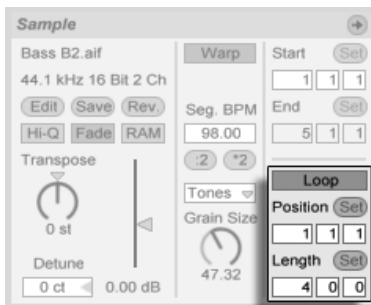 Sample
Bass B2.aif
44.1 kHz 16 Bit 2 Ch
Edit Save Rev.
Hi-Q Fade RAM
Transpose
0 st
Detune
0 ct 0.00 dB
Warp
Seg. BPM
98.00
:2 *2
Tones
Grain Size
47.32
Start Set
1 1 1
End Set
5 1 1
Loop
Position Set
1 1 1
Length Set
4 0 0